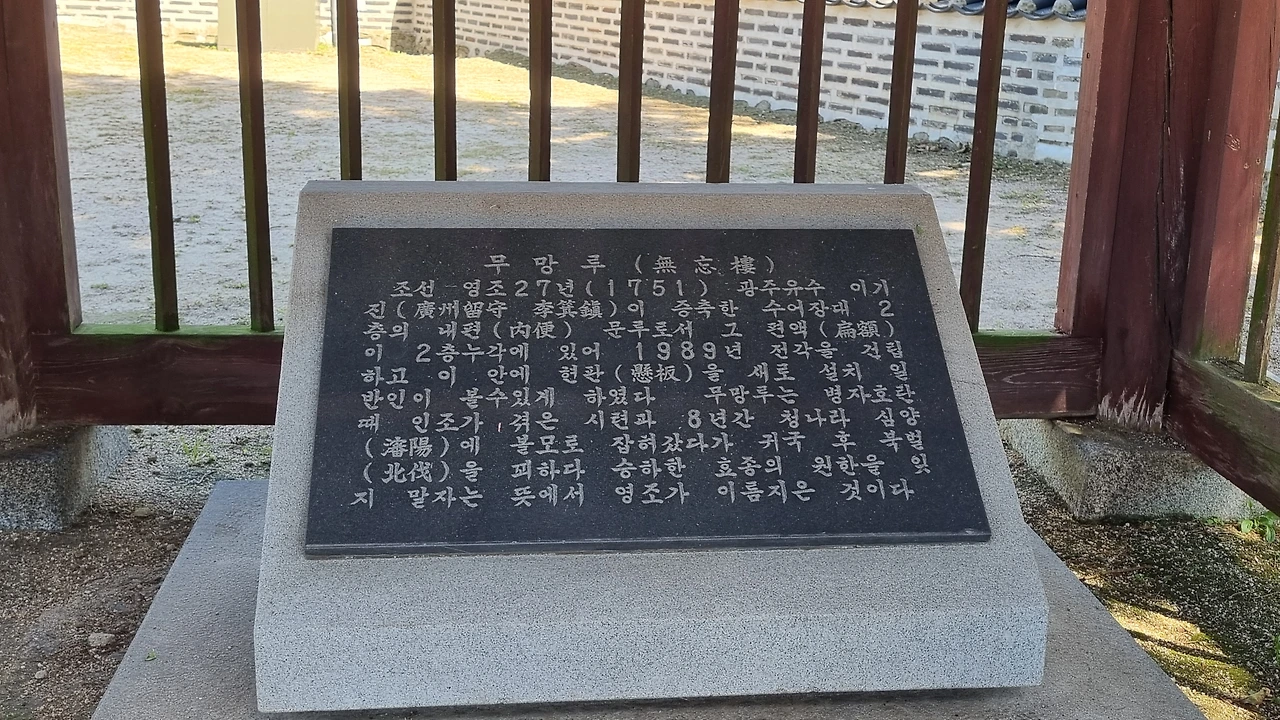 무망루(無忘樓)
조선 영조27년(1751) 광주유수 이기
진(廣州留守 李箕鎭)이 증축한 수어장대 2
층의 내편(内便) 문루로서 그 편액(扁額)
이 2층누각에 있어 1989년 전각을 건립
하고 이 안에 현판(懸板)을 새로 설치 일
반인이 볼수있게 하였다 무망루는 병자호란
때 인조가 겪은 시련과 8년간 청나라 심양
(瀋陽)에 볼모로 잡혀갔다가 귀국 후 북벌
(北伐)을 꾀하다 승하한 효종의 원한을 잊
지 말자는 뜻에서 영조가 이름지은 것이다